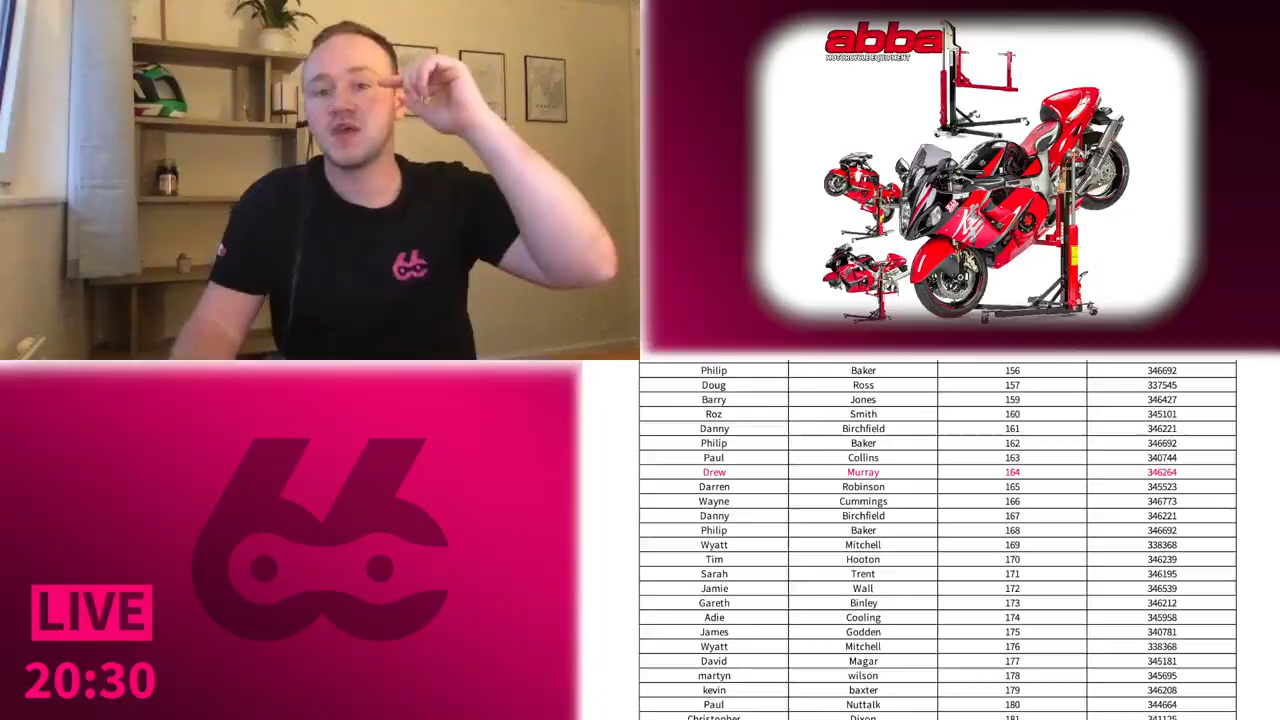 abba
MOTORCYCLE EQUIPMENT
Philip Baker 156 346692
Doug Ross 157 337545
Barry Jones 159 346427
Roz Smith 160 345101
Danny Birchfield 161 346221
Philip Baker 162 346692
Paul Collins 163 340744
Drew Murray 164 346264
Darren Robinson 165 345523
Wayne Cummings 166 346773
Danny Birchfield 167 346221
Philip Baker 168 346692
Wyatt Mitchell 169 338368
Tim Hooton 170 346239
Sarah Trent 171 346195
Jamie Wall 172 346539
Gareth Binley 173 346212
Adie Cooling 174 345958
James Godden 175 340781
Wyatt Mitchell 176 338368
David Magar 177 345181
martyn wilson 178 345695
kevin baxter 179 346208
Paul Nuttalk 180 344664
Christopher Dixon 181 341125
LIVE
20:30